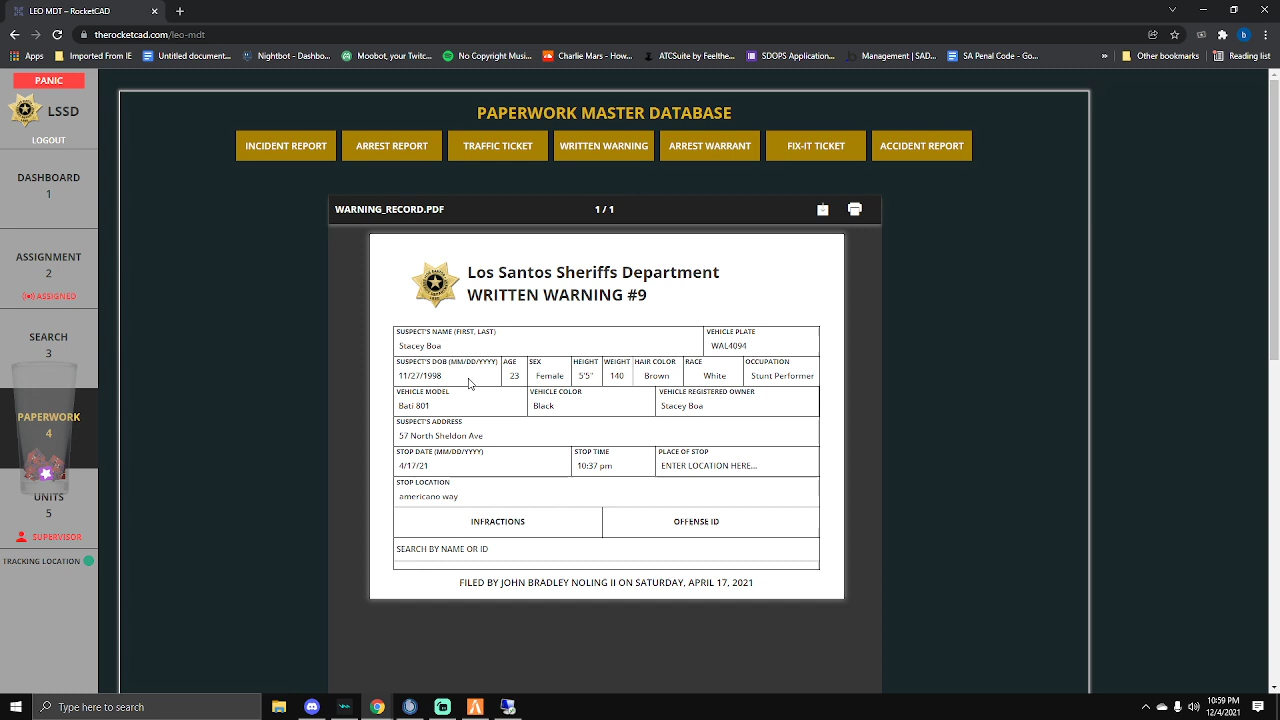 LEO MDT – RocketCAD
therocketcad.com/leo-mdt
Apps
Imported From IE
Untitled documen...
Nightbot - Dashbo...
Moobot, your Twitc...
No Copyright Musi...
Charlie Mars - How...
ATCSuite by Feelthe...
SDOPS Application...
Management | SAD...
SA Penal Code - Go...
»
Other bookmarks
Reading list
PANIC
LSSD
LOGOUT
DASHBOARD
1
ASSIGNMENT
2
ASSIGNED
SEARCH
3
PAPERWORK
4
UNITS
5
SUPERVISOR
TRACKING LOCATION
PAPERWORK MASTER DATABASE
INCIDENT REPORT
ARREST REPORT
TRAFFIC TICKET
WRITTEN WARNING
ARREST WARRANT
FIX-IT TICKET
ACCIDENT REPORT
WARNING_RECORD.PDF
1 / 1
Los Santos Sheriffs Department
WRITTEN WARNING #9
SUSPECT'S NAME (FIRST, LAST) VEHICLE PLATE
Stacey Boa WAL4094
SUSPECT'S DOB (MM/DD/YYYY) AGE SEX HEIGHT WEIGHT HAIR COLOR RACE OCCUPATION
11/27/1998 23 Female 5'5" 140 Brown White Stunt Performer
VEHICLE MODEL VEHICLE COLOR VEHICLE REGISTERED OWNER
Bati 801 Black Stacey Boa
SUSPECT'S ADDRESS
57 North Sheldon Ave
STOP DATE (MM/DD/YYYY) STOP TIME PLACE OF STOP
4/17/21 10:37 pm ENTER LOCATION HERE...
STOP LOCATION
americano way
INFRACTIONS OFFENSE ID
SEARCH BY NAME OR ID
FILED BY JOHN BRADLEY NOLING II ON SATURDAY, APRIL 17, 2021
Type here to search
10:59 PM
12/4/2021